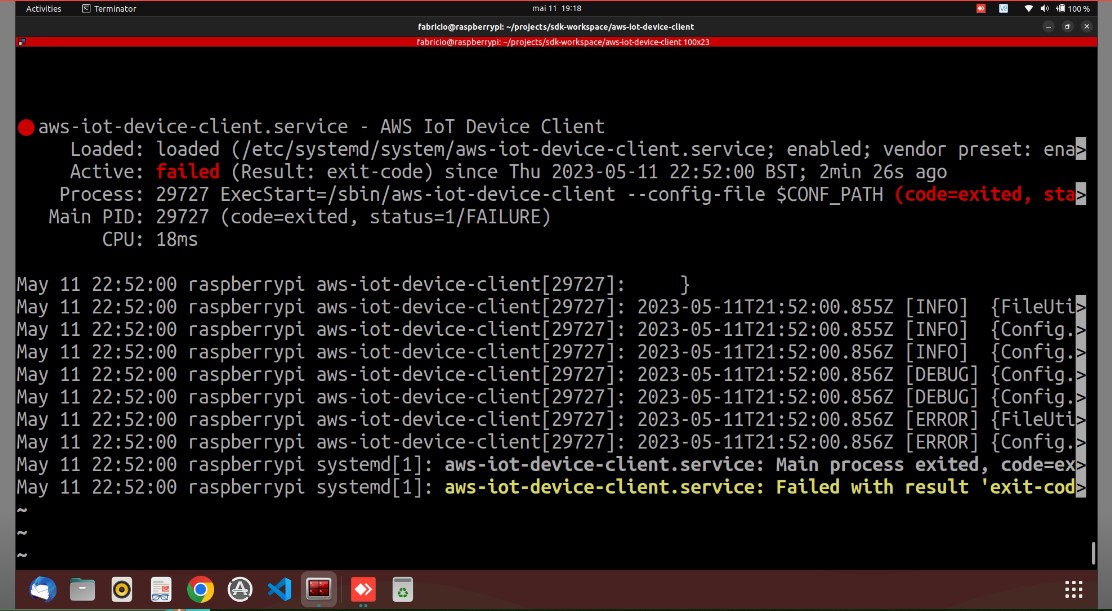 Activities Terminator mai 11 19:18 100 %
fabricio@raspberrypi: ~/projects/sdk-workspace/aws-iot-device-client
fabricio@raspberrypi: ~/projects/sdk-workspace/aws-iot-device-client 100x23
aws-iot-device-client.service - AWS IoT Device Client
Loaded: loaded (/etc/systemd/system/aws-iot-device-client.service; enabled; vendor preset: ena>
Active: failed (Result: exit-code) since Thu 2023-05-11 22:52:00 BST; 2min 26s ago
Process: 29727 ExecStart=/sbin/aws-iot-device-client --config-file $CONF_PATH (code=exited, sta>
Main PID: 29727 (code=exited, status=1/FAILURE)
CPU: 18ms
May 11 22:52:00 raspberrypi aws-iot-device-client[29727]:     }
May 11 22:52:00 raspberrypi aws-iot-device-client[29727]: 2023-05-11T21:52:00.855Z [INFO]  {FileUti>
May 11 22:52:00 raspberrypi aws-iot-device-client[29727]: 2023-05-11T21:52:00.855Z [INFO]  {Config.>
May 11 22:52:00 raspberrypi aws-iot-device-client[29727]: 2023-05-11T21:52:00.856Z [INFO]  {Config.>
May 11 22:52:00 raspberrypi aws-iot-device-client[29727]: 2023-05-11T21:52:00.856Z [DEBUG] {Config.>
May 11 22:52:00 raspberrypi aws-iot-device-client[29727]: 2023-05-11T21:52:00.856Z [DEBUG] {Config.>
May 11 22:52:00 raspberrypi aws-iot-device-client[29727]: 2023-05-11T21:52:00.856Z [ERROR] {FileUti>
May 11 22:52:00 raspberrypi aws-iot-device-client[29727]: 2023-05-11T21:52:00.856Z [ERROR] {Config.>
May 11 22:52:00 raspberrypi systemd[1]: aws-iot-device-client.service: Main process exited, code=ex>
May 11 22:52:00 raspberrypi systemd[1]: aws-iot-device-client.service: Failed with result 'exit-cod>
~
~
~